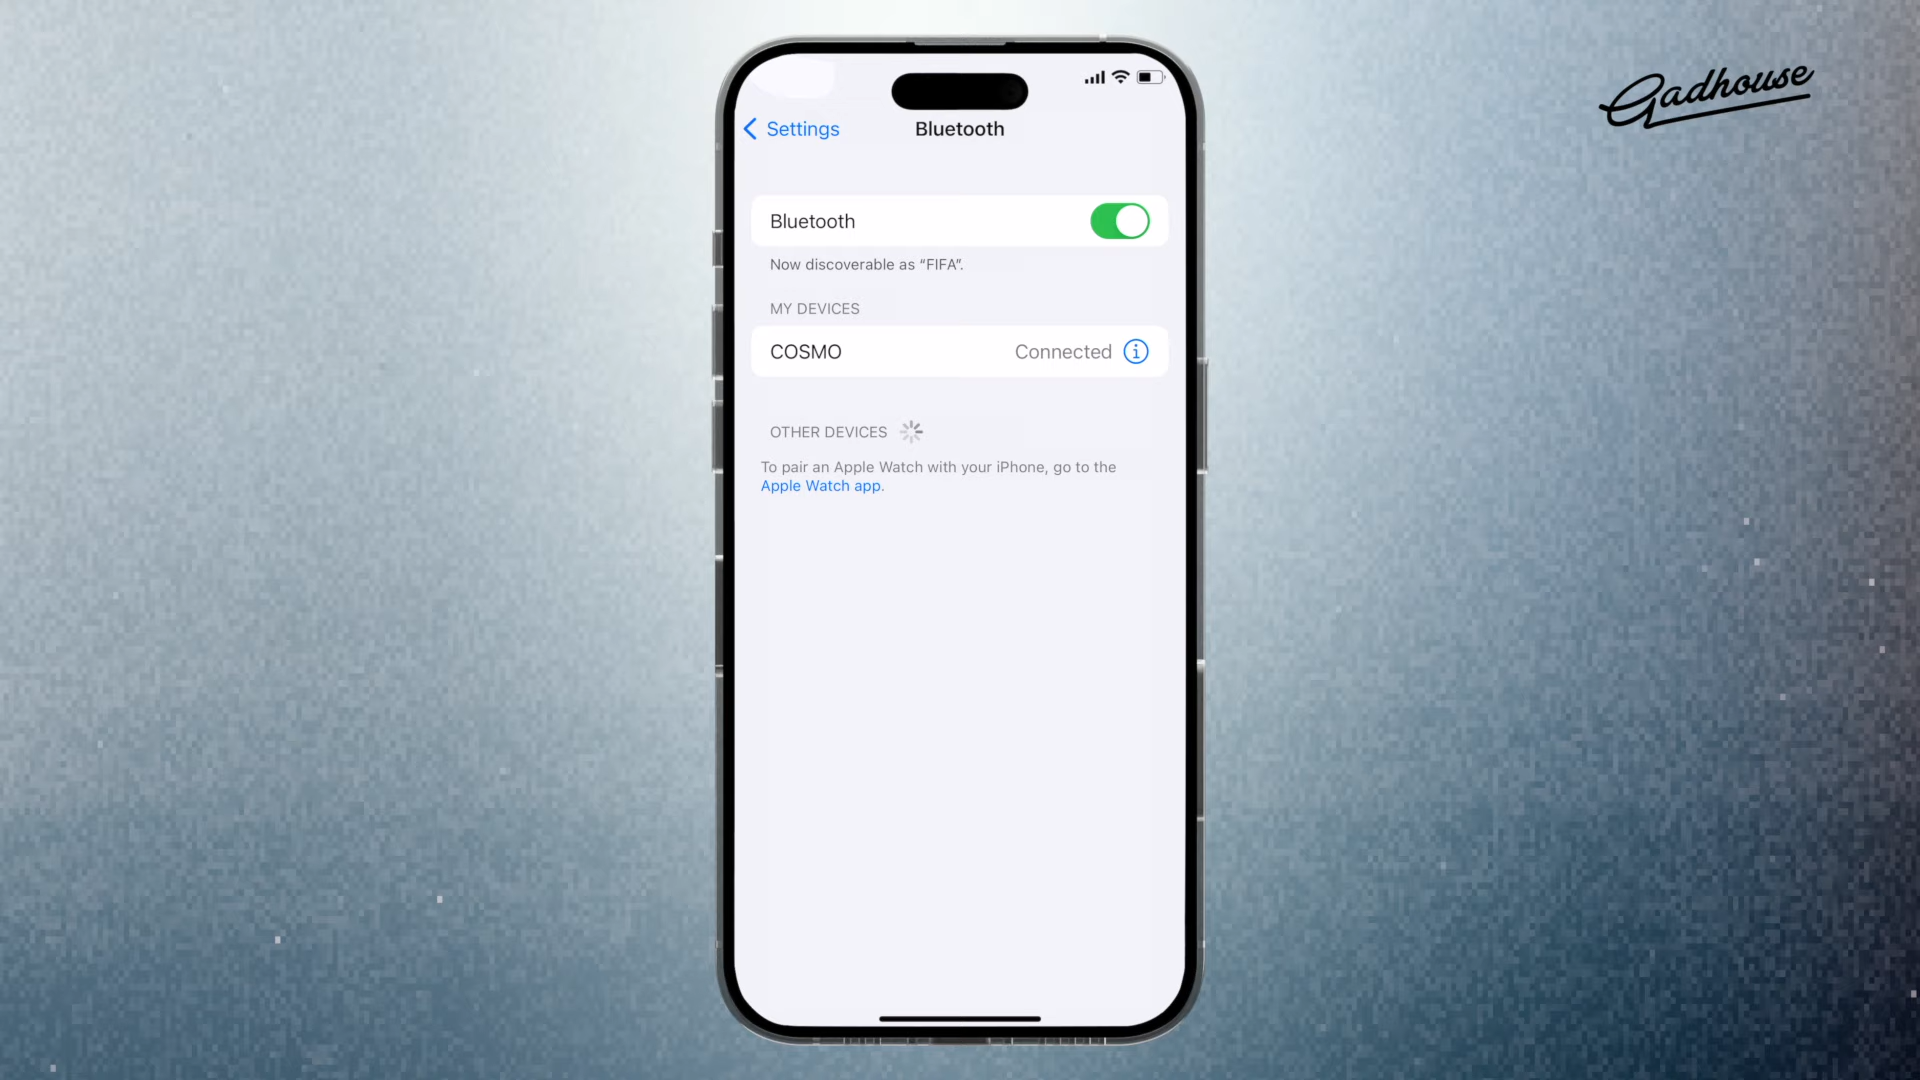 Gadhouse
Settings
Bluetooth
Bluetooth
Now discoverable as “FIFA”.
MY DEVICES
COSMO Connected
OTHER DEVICES
To pair an Apple Watch with your iPhone, go to the
Apple Watch app.